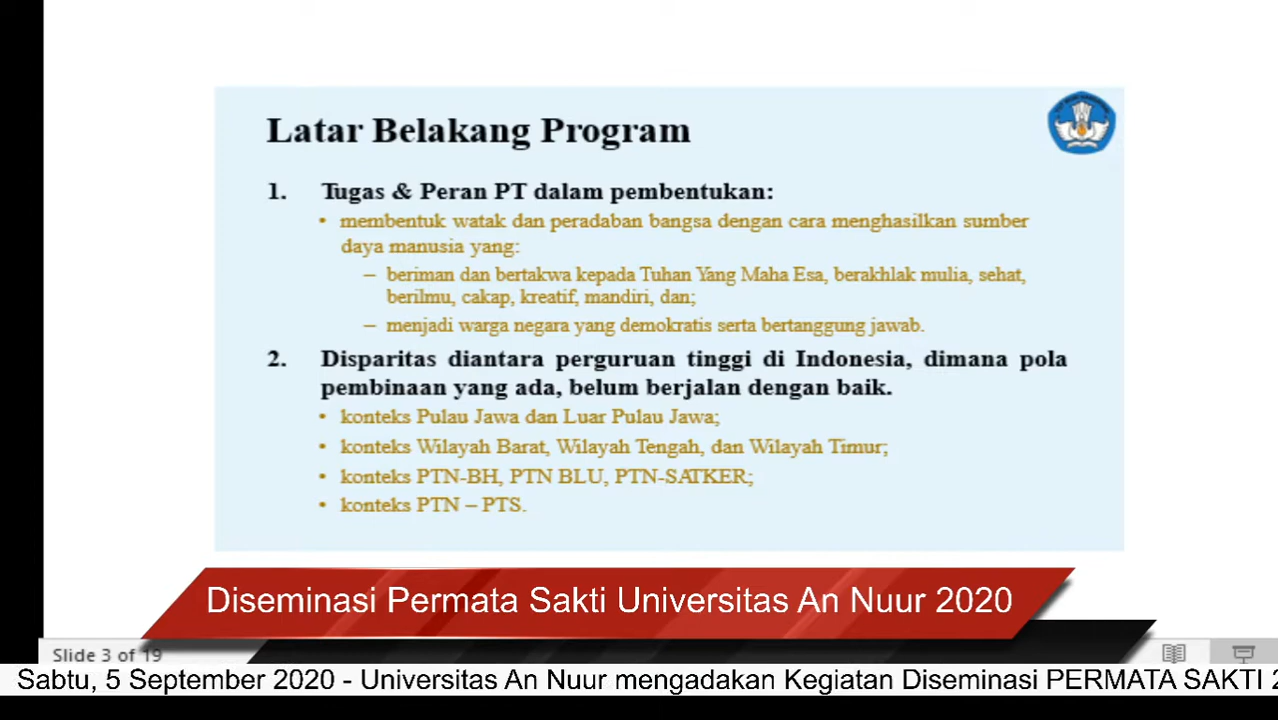 Latar Belakang Program
1. Tugas & Peran PT dalam pembentukan:
• membentuk watak dan peradaban bangsa dengan cara menghasilkan sumber
daya manusia yang:
– beriman dan bertakwa kepada Tuhan Yang Maha Esa, berakhlak mulia, sehat,
berilmu, cakap, kreatif, mandiri, dan;
– menjadi warga negara yang demokratis serta bertanggung jawab.
2. Disparitas diantara perguruan tinggi di Indonesia, dimana pola
pembinaan yang ada, belum berjalan dengan baik.
• konteks Pulau Jawa dan Luar Pulau Jawa;
• konteks Wilayah Barat, Wilayah Tengah, dan Wilayah Timur;
• konteks PTN-BH, PTN BLU, PTN-SATKER;
• konteks PTN – PTS.
Diseminasi Permata Sakti Universitas An Nuur 2020
Slide 3 of 19
Sabtu, 5 September 2020 - Universitas An Nuur mengadakan Kegiatan Diseminasi PERMATA SAKTI 2